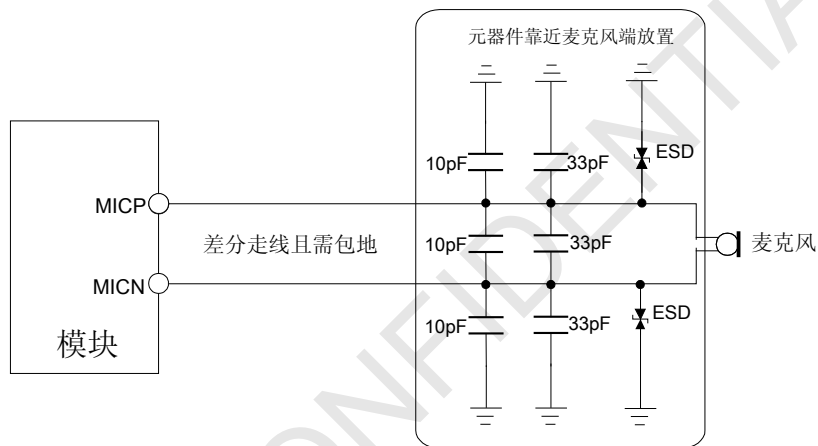 元器件靠近麦克风端放置
10pF
33pF
ESD
MICP
差分走线且需包地
10pF
33pF
麦克风
MICN
模块
10pF
33pF
ESD
CONFIDENTIA